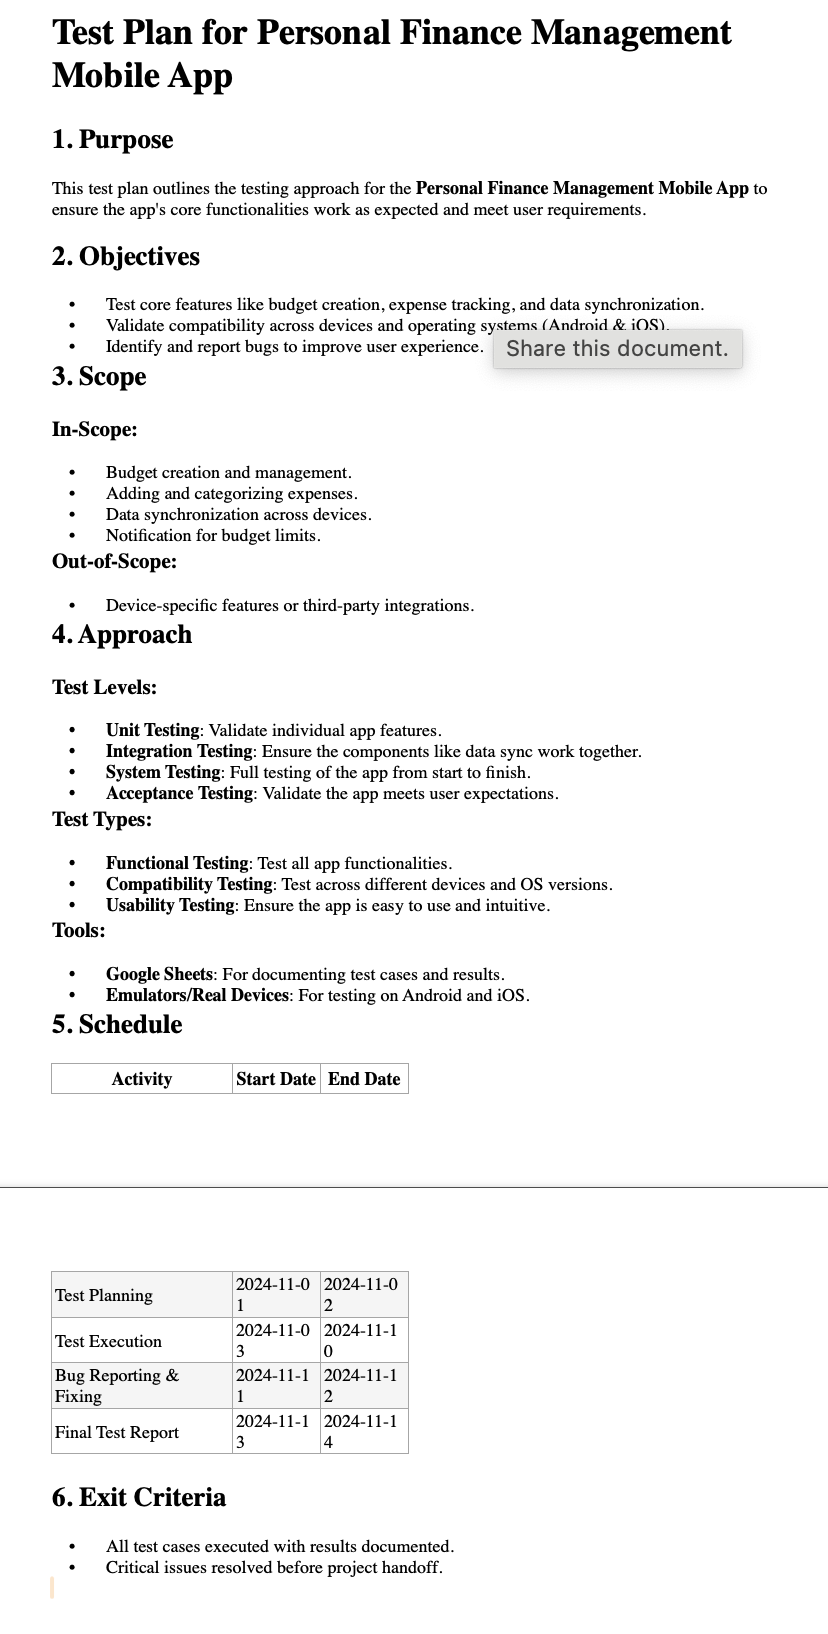 Test Plan for Personal Finance Management
Mobile App
1. Purpose
This test plan outlines the testing approach for the Personal Finance Management Mobile App to
ensure the app's core functionalities work as expected and meet user requirements.
2. Objectives
• Test core features like budget creation, expense tracking, and data synchronization.
• Validate compatibility across devices and operating systems (Android & iOS).
• Identify and report bugs to improve user experience.
Share this document.
3. Scope
In-Scope:
• Budget creation and management.
• Adding and categorizing expenses.
• Data synchronization across devices.
• Notification for budget limits.
Out-of-Scope:
• Device-specific features or third-party integrations.
4. Approach
Test Levels:
• Unit Testing: Validate individual app features.
• Integration Testing: Ensure the components like data sync work together.
• System Testing: Full testing of the app from start to finish.
• Acceptance Testing: Validate the app meets user expectations.
Test Types:
• Functional Testing: Test all app functionalities.
• Compatibility Testing: Test across different devices and OS versions.
• Usability Testing: Ensure the app is easy to use and intuitive.
Tools:
• Google Sheets: For documenting test cases and results.
• Emulators/Real Devices: For testing on Android and iOS.
5. Schedule
Activity Start Date End Date
Test Planning 2024-11-01 2024-11-02
Test Execution 2024-11-03 2024-11-10
Bug Reporting & Fixing 2024-11-11 2024-11-12
Final Test Report 2024-11-13 2024-11-14
6. Exit Criteria
• All test cases executed with results documented.
• Critical issues resolved before project handoff.